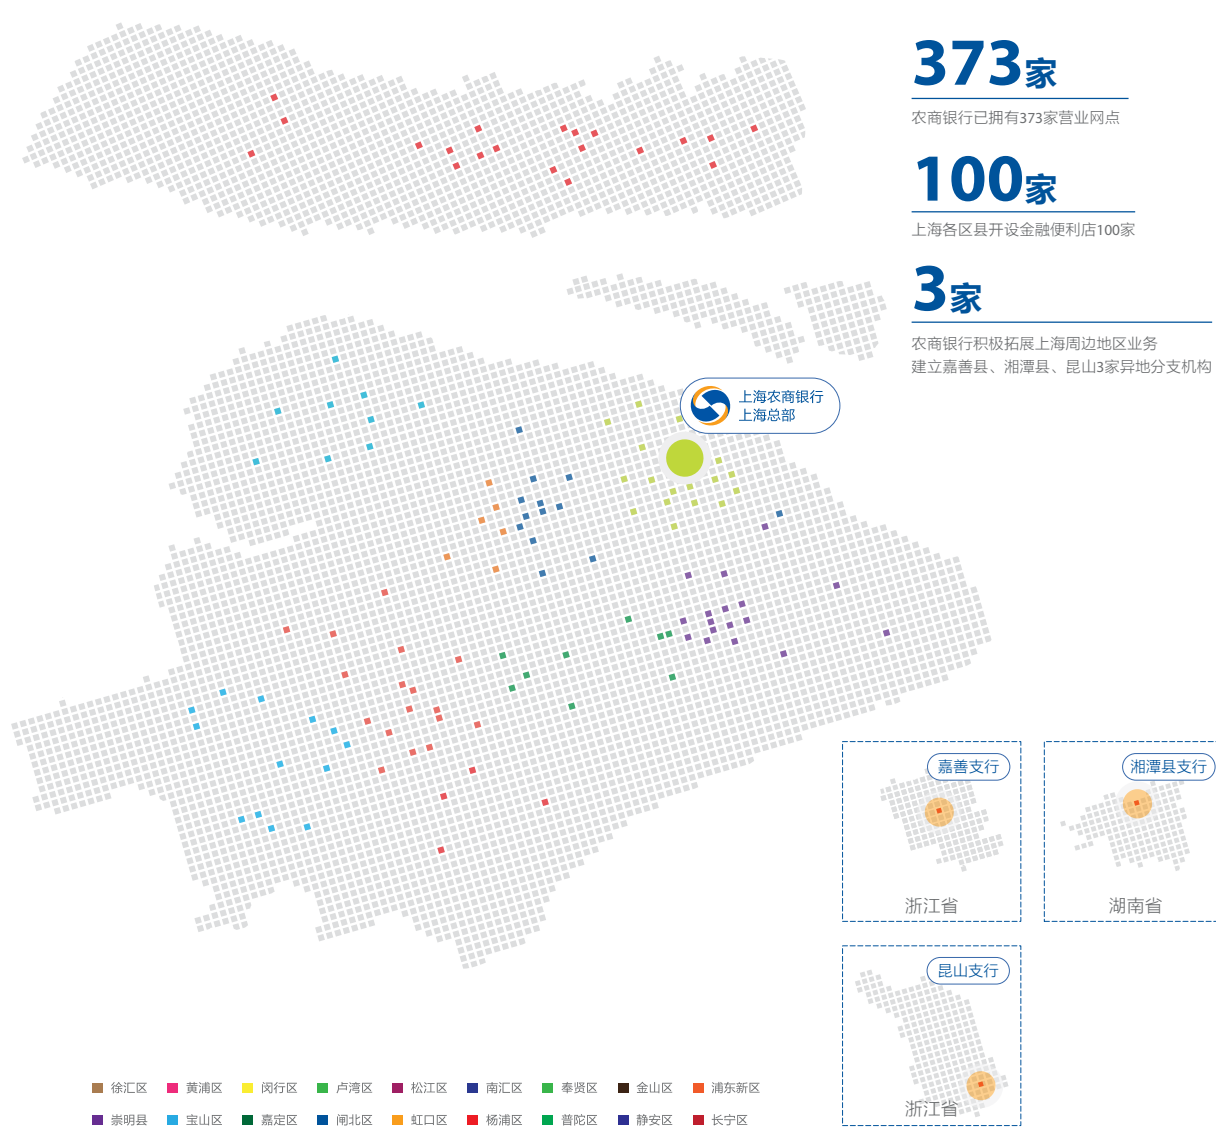 373家
农商银行已拥有373家营业网点
100家
上海各区县开设金融便利店100家
3家
农商银行积极拓展上海周边地区业务
建立嘉善县、湘潭县、昆山3家异地分支机构
上海农商银行
上海总部
嘉善支行
浙江省
湘潭县支行
湖南省
昆山支行
浙江省
徐汇区 黄浦区 闵行区 卢湾区 松江区 南汇区 奉贤区 金山区 浦东新区
崇明县 宝山区 嘉定区 闸北区 虹口区 杨浦区 普陀区 静安区 长宁区